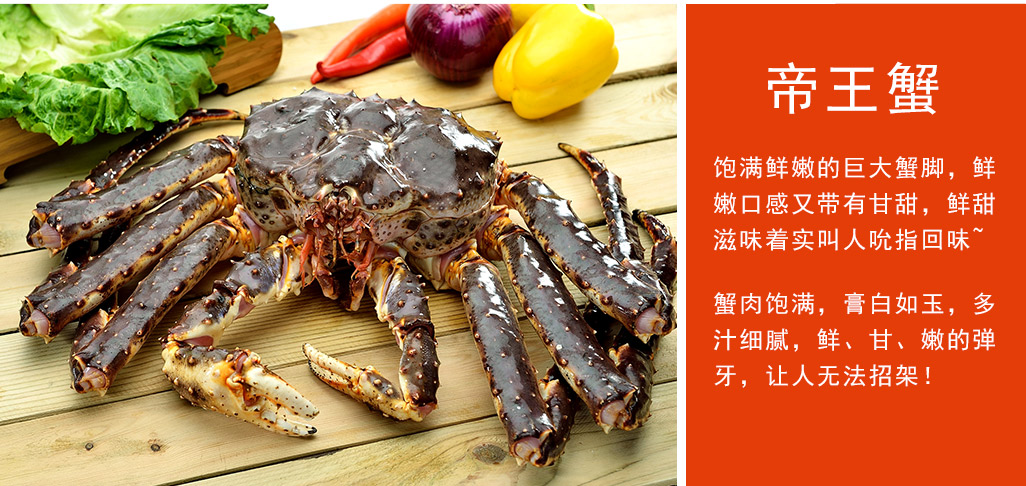 帝王蟹
饱满鲜嫩的巨大蟹脚，鲜
嫩口感又带有甘甜，鲜甜
滋味着实叫人吮指回味~
蟹肉饱满，膏白如玉，多
汁细腻，鲜、甘、嫩的弹
牙，让人无法招架！